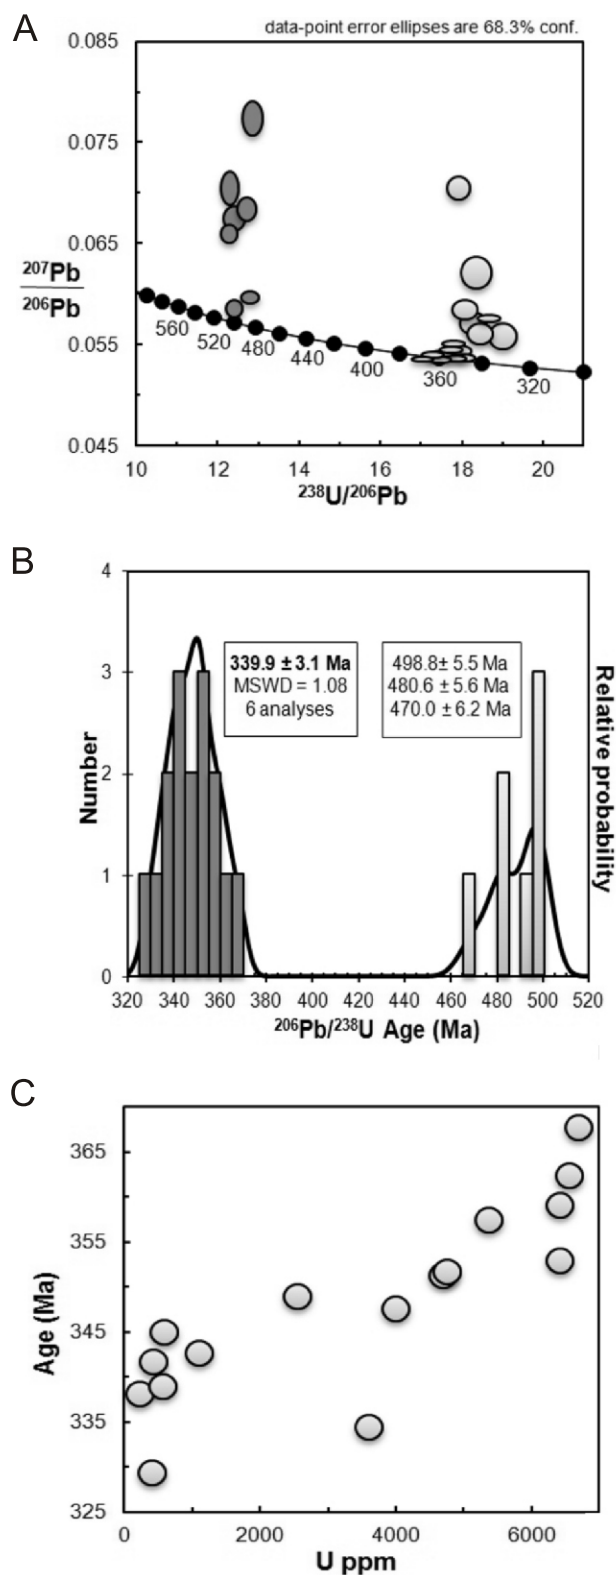 A
data-point error ellipses are 68.3% conf.
0.085
0.075
0.065
0.055
0.045
207Pb
206Pb
560
520
480
440
400
360
320
10 12 14 16 18 20
238U/206Pb
B
4
3
2
1
0
Number
339.9 ± 3.1 Ma
MSWD = 1.08
6 analyses
498.8± 5.5 Ma
480.6 ± 5.6 Ma
470.0 ± 6.2 Ma
Relative probability
320 340 360 380 400 420 440 460 480 500 520
206Pb/238U Age (Ma)
C
365
355
345
335
325
Age (Ma)
0 2000 4000 6000
U ppm